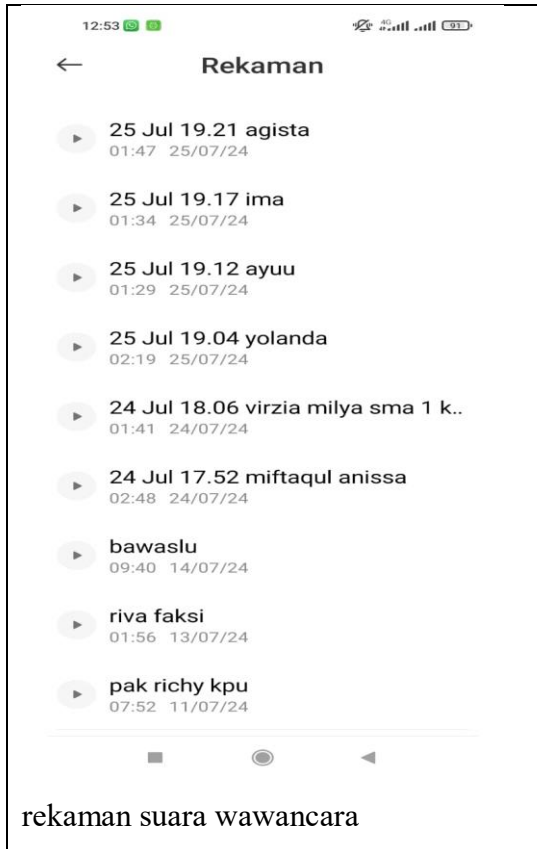 12:53
4G 91
Rekaman
25 Jul 19.21 agista
01:47 25/07/24
25 Jul 19.17 ima
01:34 25/07/24
25 Jul 19.12 ayuu
01:29 25/07/24
25 Jul 19.04 yolanda
02:19 25/07/24
24 Jul 18.06 virzia milya sma 1 k..
01:41 24/07/24
24 Jul 17.52 miftaqul anissa
02:48 24/07/24
bawaslu
09:40 14/07/24
riva faksi
01:56 13/07/24
pak richy kpu
07:52 11/07/24
rekaman suara wawancara